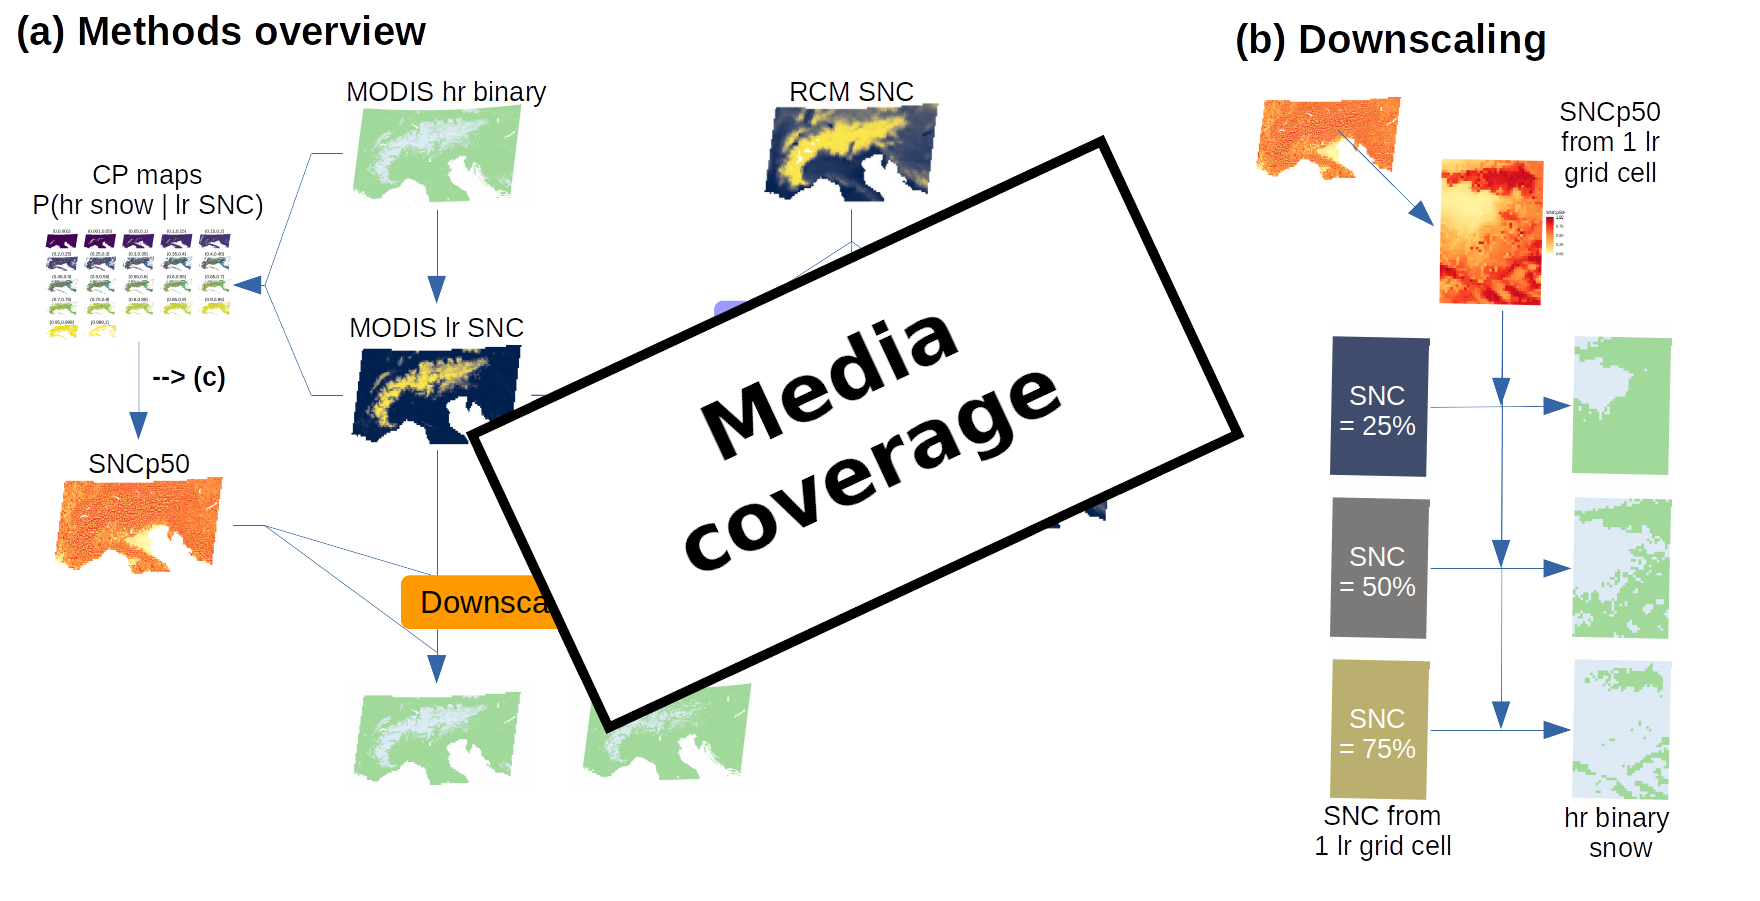 (a) Methods overview
(b) Downscaling
MODIS hr binary
RCM SNC
CP maps
P(hr snow | lr SNC)
MODIS lr SNC
--> (c)
SNCp50
Media
coverage
SNCp50
from 1 lr
grid cell
SNC
= 25%
SNC
= 50%
SNC
= 75%
SNC from
1 lr grid cell
hr binary
snow